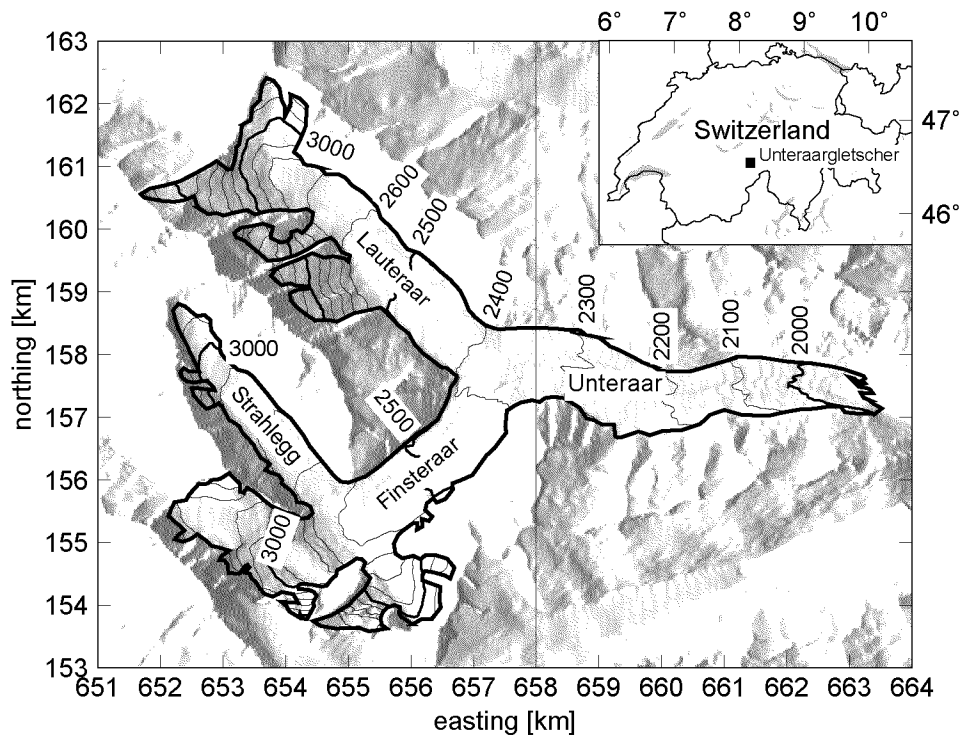 6° 7° 8° 9° 10°
163
162
161
160
159
158
157
156
155
154
153
47°
46°
Switzerland
Unteraargletscher
3000
2600
2500
Lauteraar
2400
2300
2200
2100
2000
3000
Unteraar
Strahlegg
2500
Finsteraar
3000
651 652 653 654 655 656 657 658 659 660 661 662 663 664
easting [km]
northing [km]